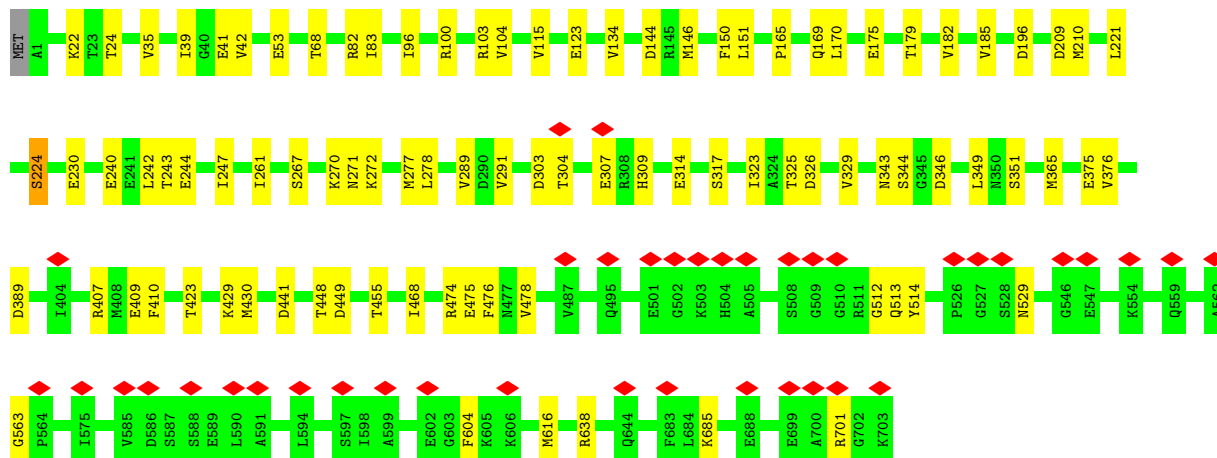 MET A1 K22 T23 T24 V35 I39 G40 E41 V42 E53 T68 R82 I83 I96 R100 R103 V104 V115 E123 V134 D144 R145 M146 F150 L151 P165 Q169 L170 E175 T179 V182 V185 D196 D209 M210 L221
S224 E230 E240 E241 L242 T243 E244 I247 I261 S267 K270 N271 K272 M277 L278 V289 D290 V291 D303 T304 E307 R308 H309 E314 S317 I323 A324 T325 D326 V329 N343 S344 G345 D346 L349 N350 S351 M365 E375 V376
D389 I404 R407 M408 E409 F410 T423 K429 M430 D441 T448 D449 T455 I468 R474 E475 F476 N477 V478 V487 Q495 E501 G502 K503 H504 A505 S508 G509 G510 R511 G512 Q513 Y514 P526 G527 S528 N529 G546 E547 K554 Q559
G563 P564 I575 V585 D586 S587 S588 E589 L590 A591 L594 S597 I598 A599 E602 G603 F604 K605 K606 M616 R638 Q644 F683 L684 K685 E688 E699 A700 R701 G702 K703